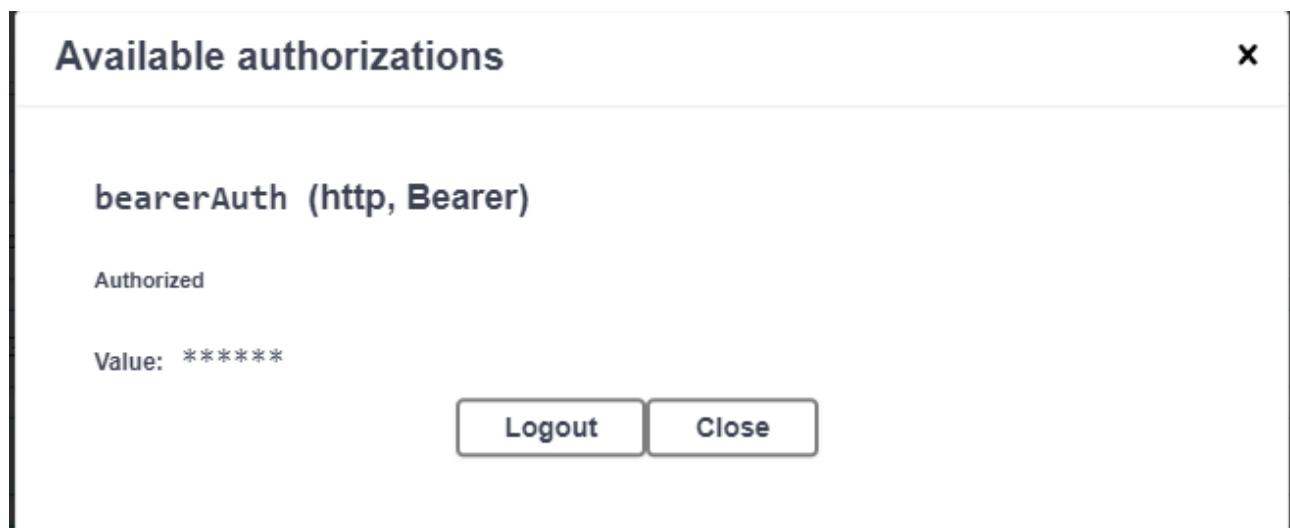 Available authorizations
bearerAuth (http, Bearer)
Authorized
Value: ******
Logout Close